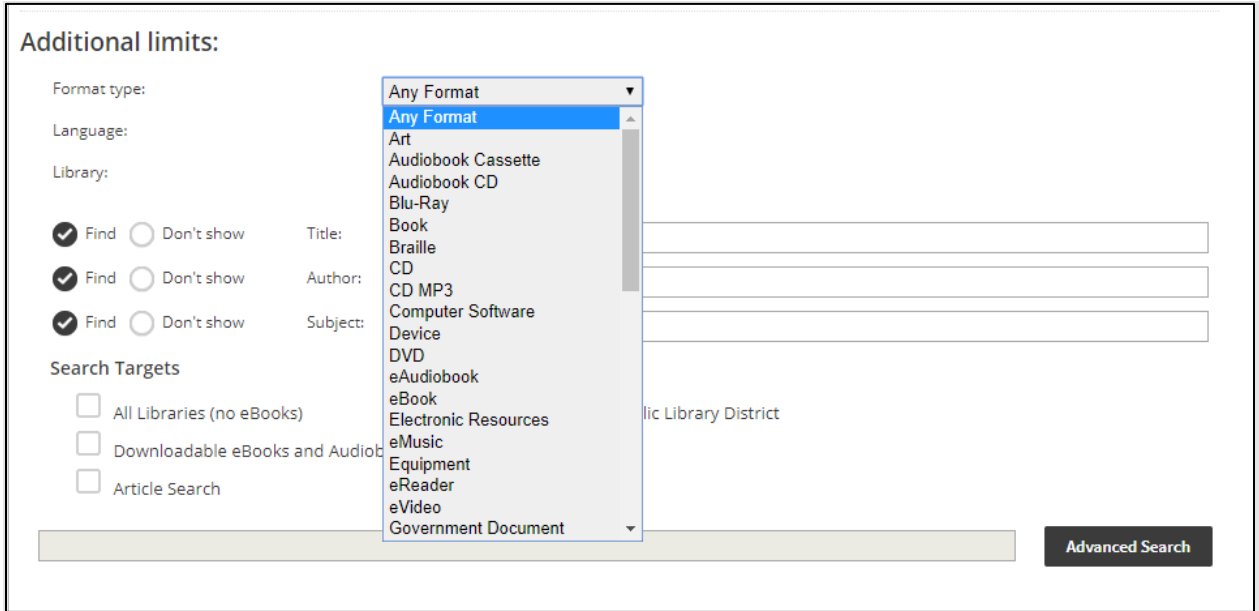 Additional limits:
Format type:
Any Format
Language:
Library:
Any Format
Art
Audiobook Cassette
Audiobook CD
Blu-Ray
Book
Braille
CD
CD MP3
Computer Software
Device
DVD
eAudiobook
eBook
Electronic Resources
eMusic
Equipment
eReader
eVideo
Government Document
Find Don't show Title:
Find Don't show Author:
Find Don't show Subject:
Search Targets
All Libraries (no eBooks)
Library District
Downloadable eBooks and
Article Search
Advanced Search